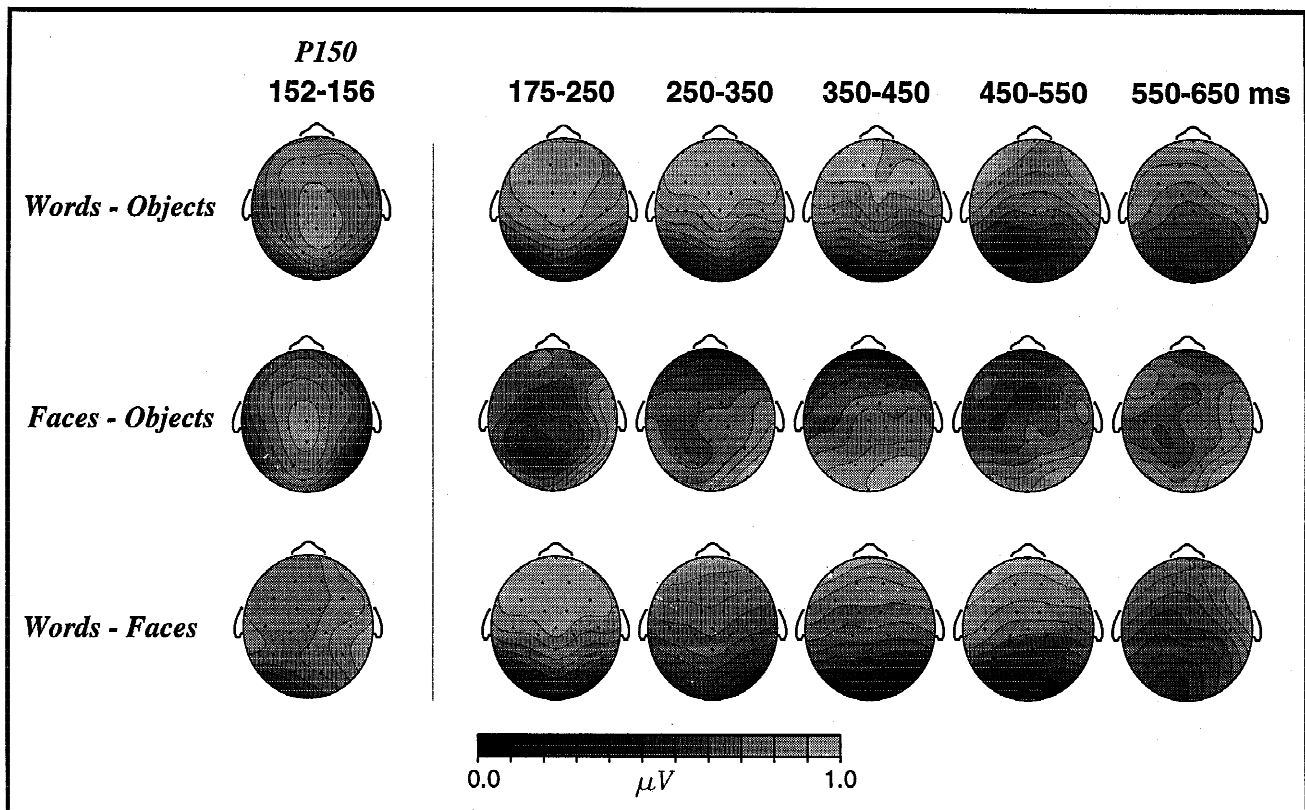 P150
152-156 175-250 250-350 350-450 450-550 550-650 ms
Words - Objects
Faces - Objects
Words - Faces
0.0 1.0
μV